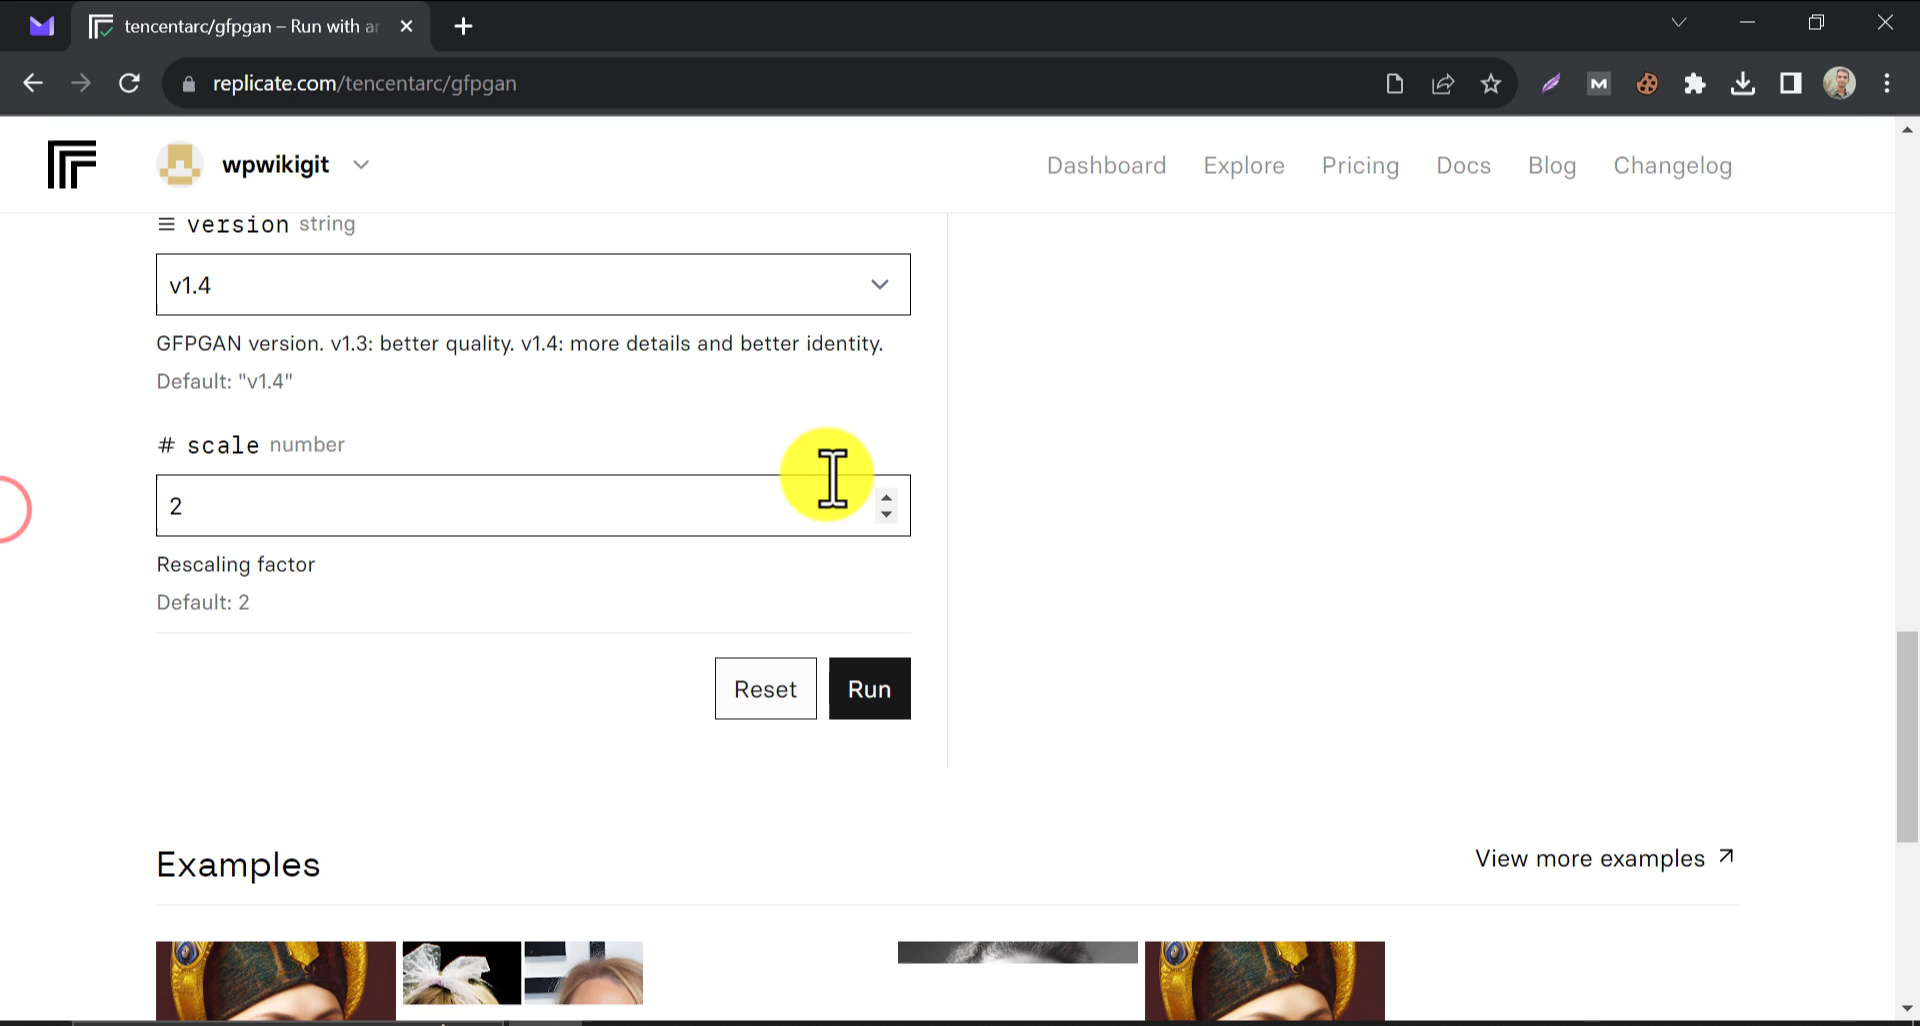 tencentarc/gfpgan – Run with ar
replicate.com/tencentarc/gfpgan
M
wpwikigit
Dashboard Explore Pricing Docs Blog Changelog
version string
v1.4
GFPGAN version. v1.3: better quality. v1.4: more details and better identity.
Default: "v1.4"
# scale number
2
Rescaling factor
Default: 2
Reset Run
Examples
View more examples